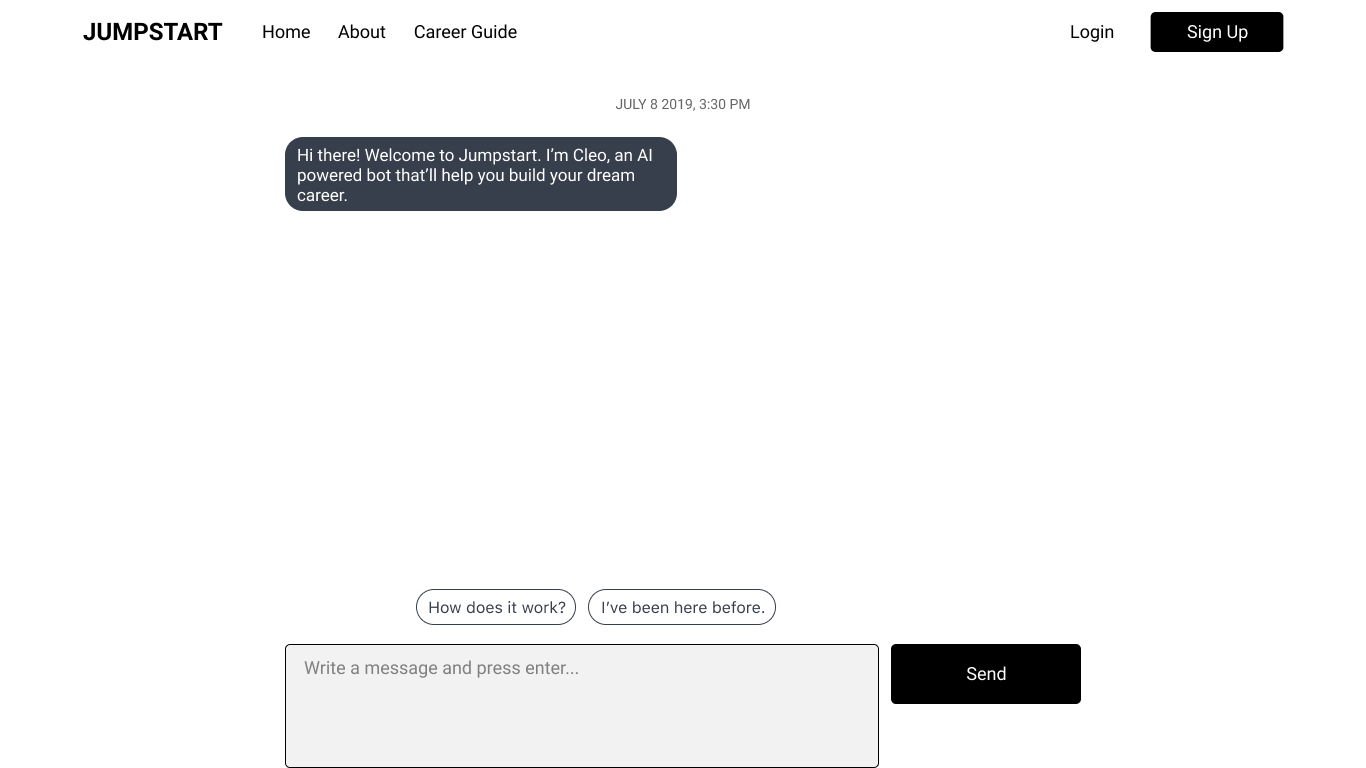 JUMPSTART Home About Career Guide Login Sign Up
JULY 8 2019, 3:30 PM
Hi there! Welcome to Jumpstart. I’m Cleo, an AI
powered bot that’ll help you build your dream
career.
How does it work? I’ve been here before.
Write a message and press enter...
Send